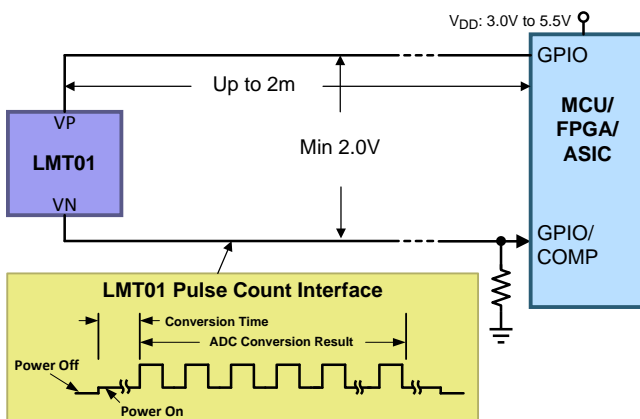 VDD: 3.0V to 5.5V
GPIO
Up to 2m
MCU/
FPGA/
ASIC
VP
LMT01
VN
Min 2.0V
GPIO/
COMP
LMT01 Pulse Count Interface
Conversion Time
ADC Conversion Result
Power Off
Power On